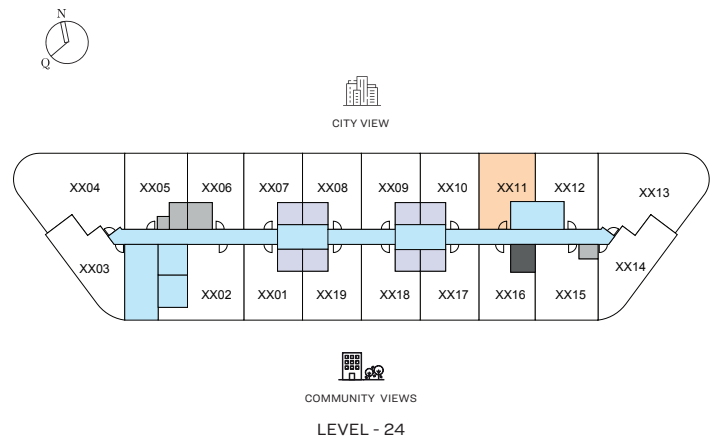 N
Q
CITY VIEW
XX04 XX05 XX06 XX07 XX08 XX09 XX10 XX11 XX12 XX13
XX03 XX02 XX01 XX19 XX18 XX17 XX16 XX15 XX14
COMMUNITY VIEWS
LEVEL - 24